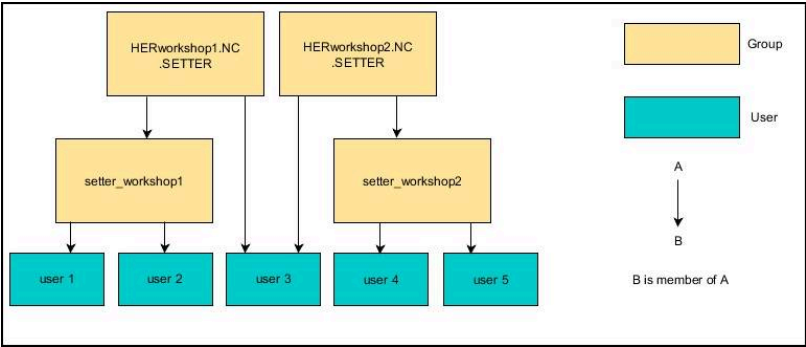 HERworkshop1.NC
.SETTER
HERworkshop2.NC
.SETTER
Group
User
setter_workshop1
setter_workshop2
A
B
user 1
user 2
user 3
user 4
user 5
B is member of A